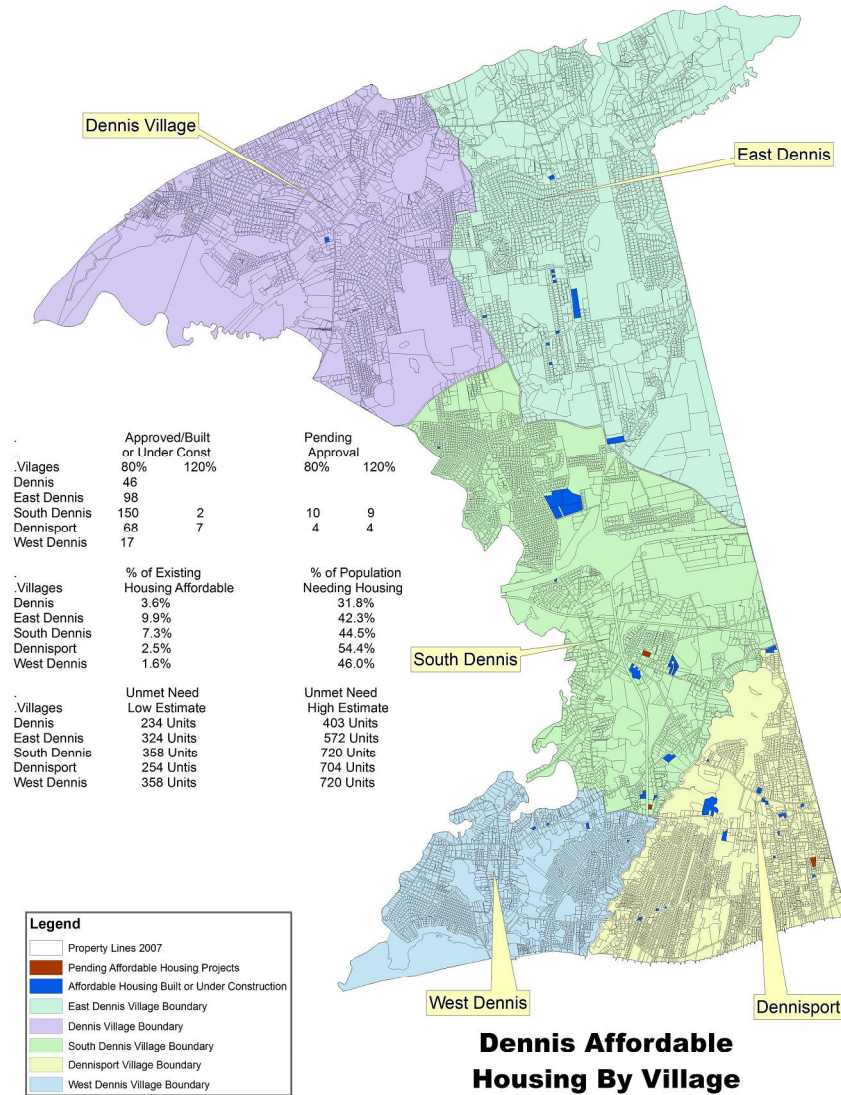 Dennis Village
East Dennis
. Approved/Built Pending
or Under Const. Approval
.Vilages 80% 120% 80% 120%
Dennis 46
East Dennis 98
South Dennis 150 2 10 9
Dennisport 68 7 4 4
West Dennis 17
. % of Existing % of Population
.Villages Housing Affordable Needing Housing
Dennis 3.6% 31.8%
East Dennis 9.9% 42.3%
South Dennis 7.3% 44.5%
Dennisport 2.5% 54.4%
West Dennis 1.6% 46.0%
South Dennis
. Unmet Need Unmet Need
.Villages Low Estimate High Estimate
Dennis 234 Units 403 Units
East Dennis 324 Units 572 Units
South Dennis 358 Units 720 Units
Dennisport 254 Untis 704 Units
West Dennis 358 Units 720 Units
Legend
Property Lines 2007
Pending Affordable Housing Projects
Affordable Housing Built or Under Construction
East Dennis Village Boundary
Dennis Village Boundary
South Dennis Village Boundary
Dennisport Village Boundary
West Dennis Village Boundary
West Dennis
Dennisport
Dennis Affordable
Housing By Village